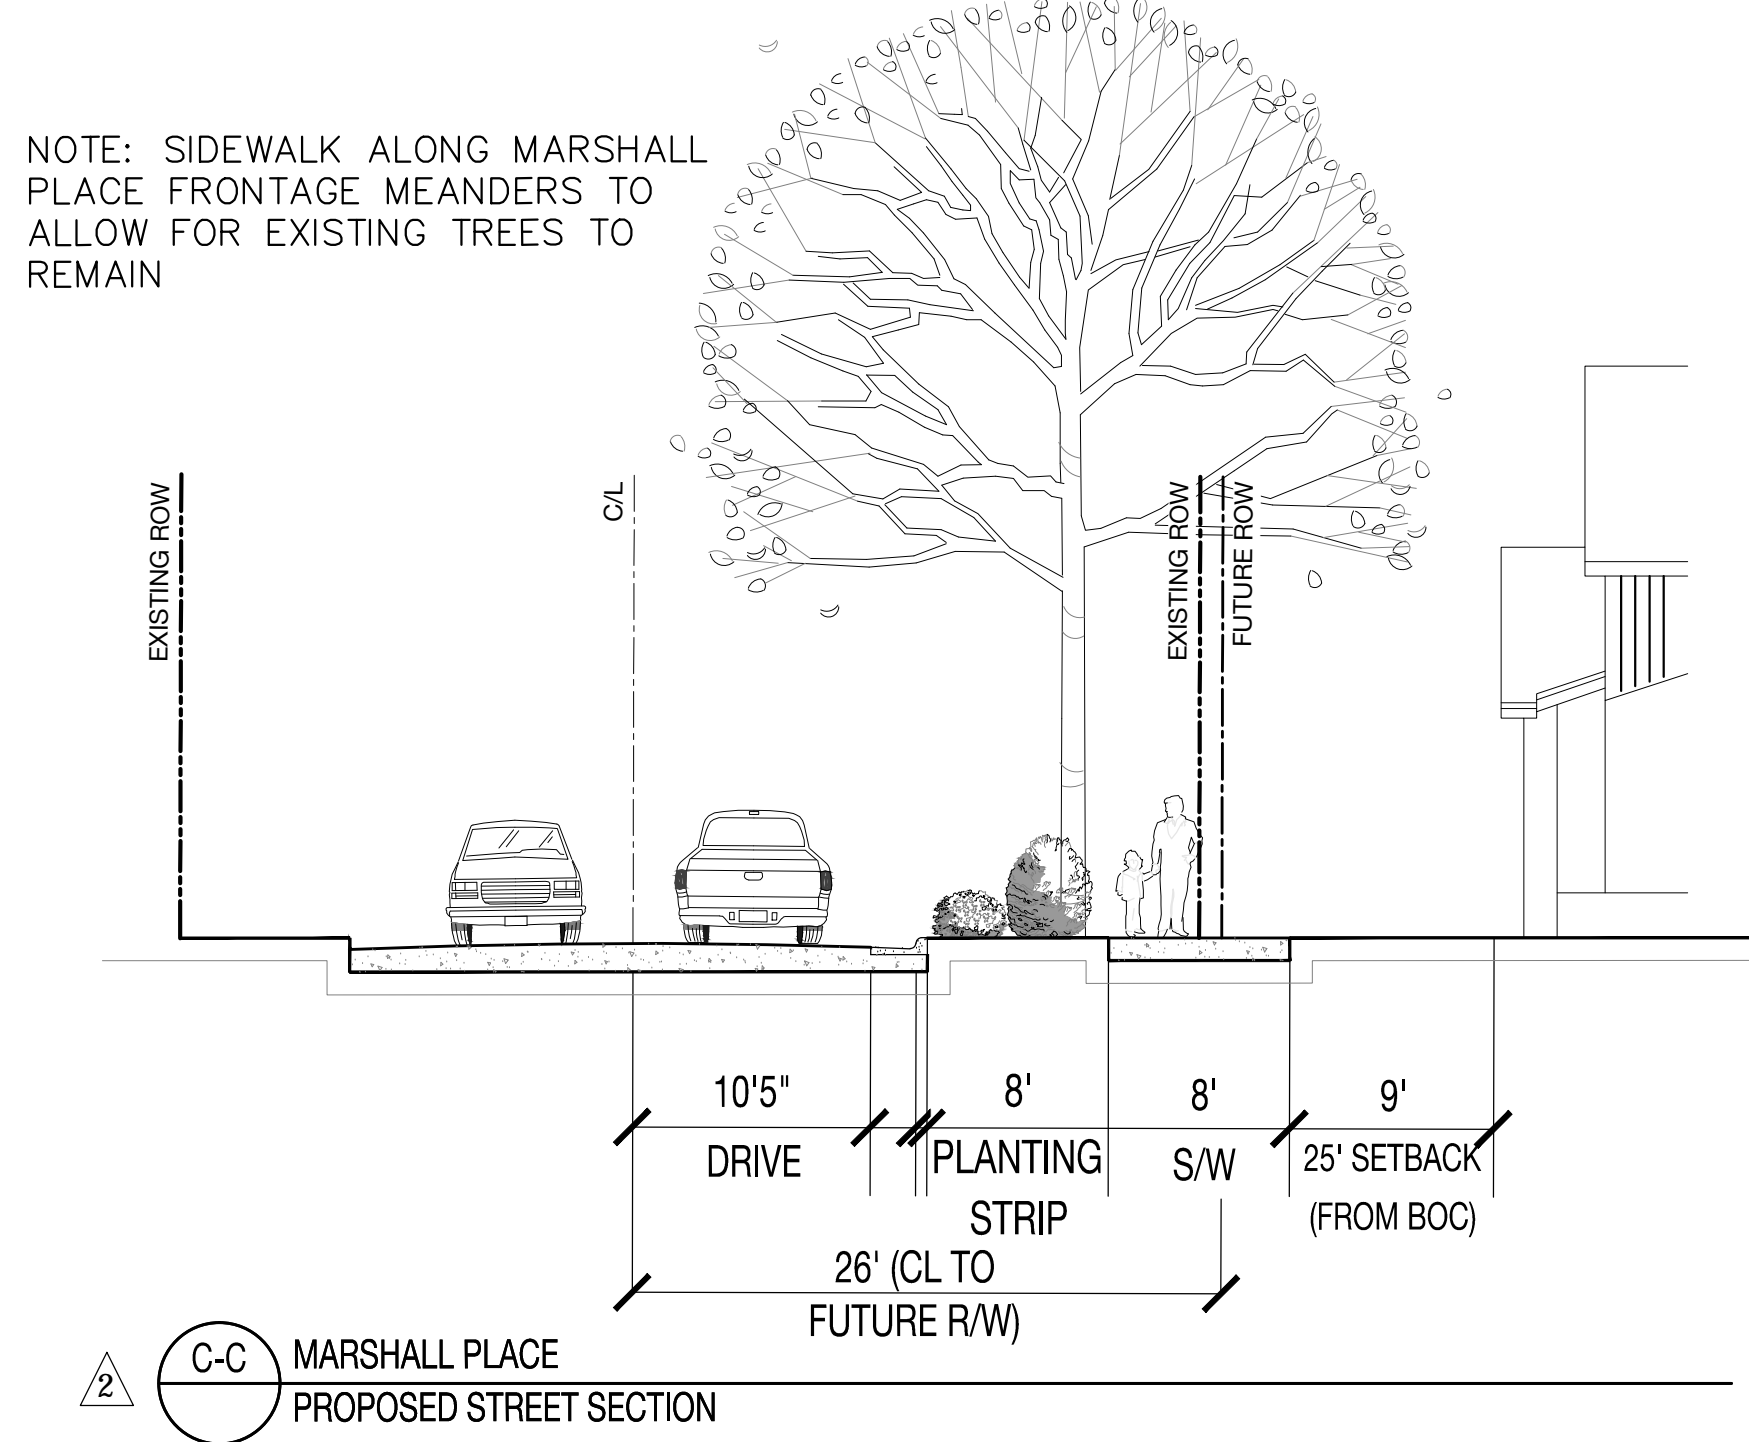 NOTE: SIDEWALK ALONG MARSHALL
PLACE FRONTAGE MEANDERS TO
ALLOW FOR EXISTING TREES TO
REMAIN
EXISTING ROW
C/L
EXISTING ROW
FUTURE ROW
10'5"
8'
8'
9'
DRIVE
PLANTING
STRIP
S/W
25' SETBACK
(FROM BOC)
26' (CL TO
FUTURE R/W)
2
C-C
MARSHALL PLACE
PROPOSED STREET SECTION